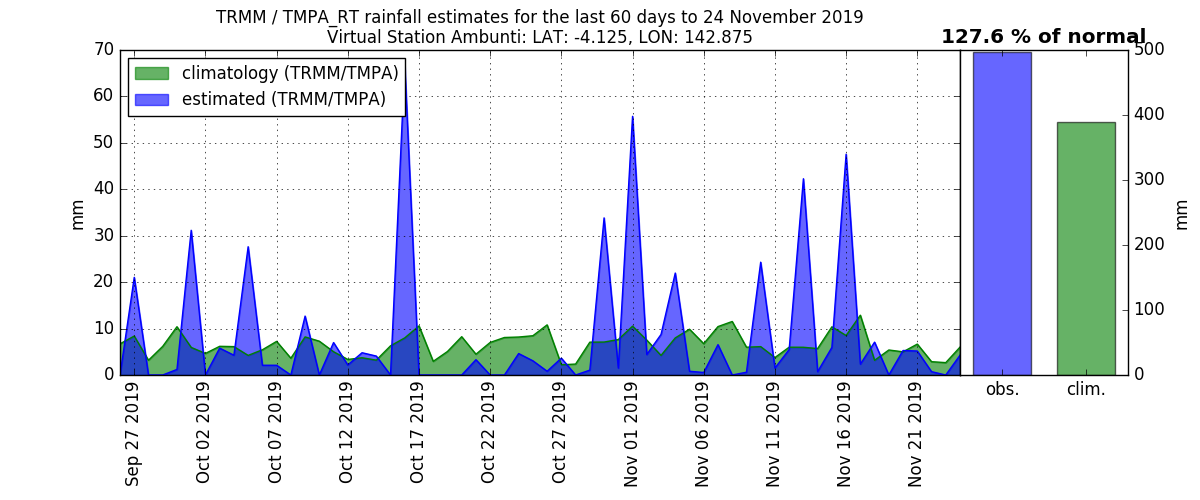 TRMM / TMPA_RT rainfall estimates for the last 60 days to 24 November 2019
Virtual Station Ambunti: LAT: -4.125, LON: 142.875
127.6 % of normal
climatology (TRMM/TMPA)
estimated (TRMM/TMPA)
70
60
50
40
30
20
10
0
mm
500
400
300
200
100
0
mm
Sep 27 2019
Oct 02 2019
Oct 07 2019
Oct 12 2019
Oct 17 2019
Oct 22 2019
Oct 27 2019
Nov 01 2019
Nov 06 2019
Nov 11 2019
Nov 16 2019
Nov 21 2019
obs.
clim.